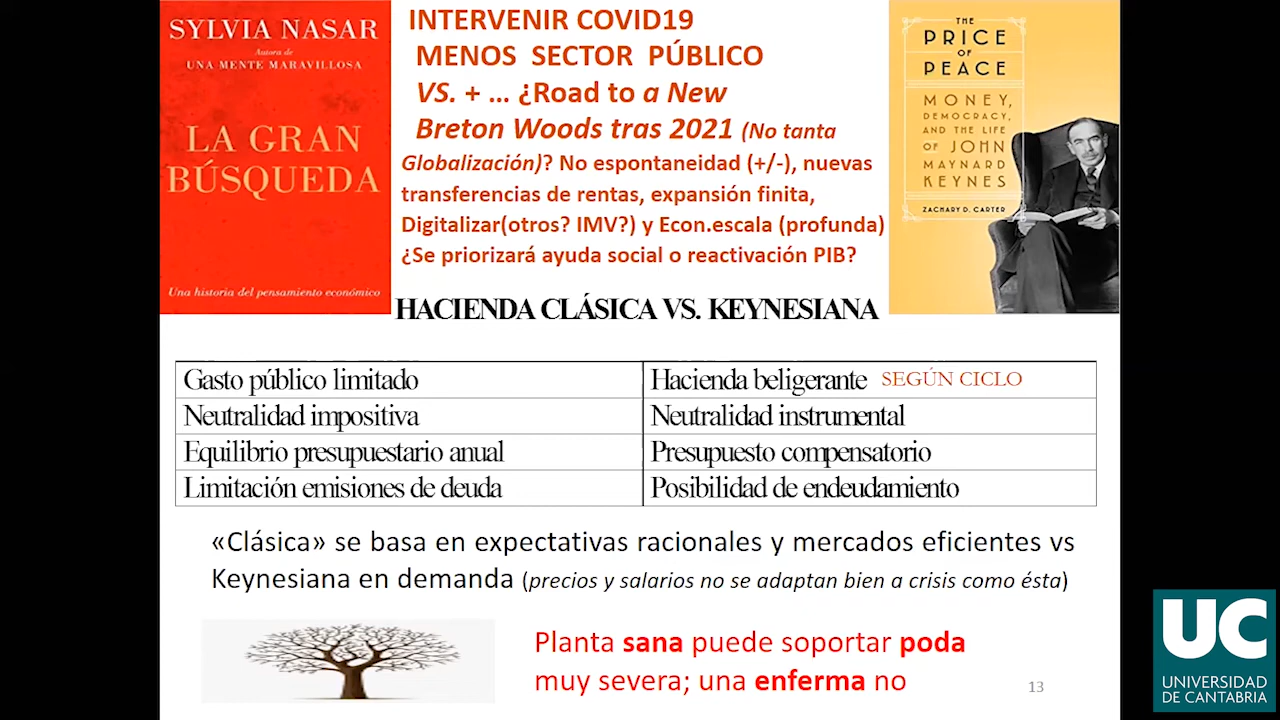 SYLVIA NASAR
Autora de
UNA MENTE MARAVILLOSA
LA GRAN
BÚSQUEDA
Una historia del pensamiento económico
INTERVENIR COVID19
MENOS SECTOR PÚBLICO
VS. + ... ¿Road to a New
Breton Woods tras 2021 (No tanta
Globalización)? No espontaneidad (+/-), nuevas
transferencias de rentas, expansión finita,
Digitalizar(otros? IMV?) y Econ.escala (profunda)
¿Se priorizará ayuda social o reactivación PIB?
THE
PRICE
OF
PEACE
MONEY,
DEMOCRACY,
AND THE LIFE
OF JOHN
MAYNARD
KEYNES
ZACHARY D. CARTER
HACIENDA CLÁSICA VS. KEYNESIANA
Gasto público limitado
Hacienda beligerante SEGÚN CICLO
Neutralidad impositiva
Neutralidad instrumental
Equilibrio presupuestario anual
Presupuesto compensatorio
Limitación emisiones de deuda
Posibilidad de endeudamiento
«Clásica» se basa en expectativas racionales y mercados eficientes vs
Keynesiana en demanda (precios y salarios no se adaptan bien a crisis como ésta)
Planta sana puede soportar poda
muy severa; una enferma no
13
UC
UNIVERSIDAD
DE CANTABRIA